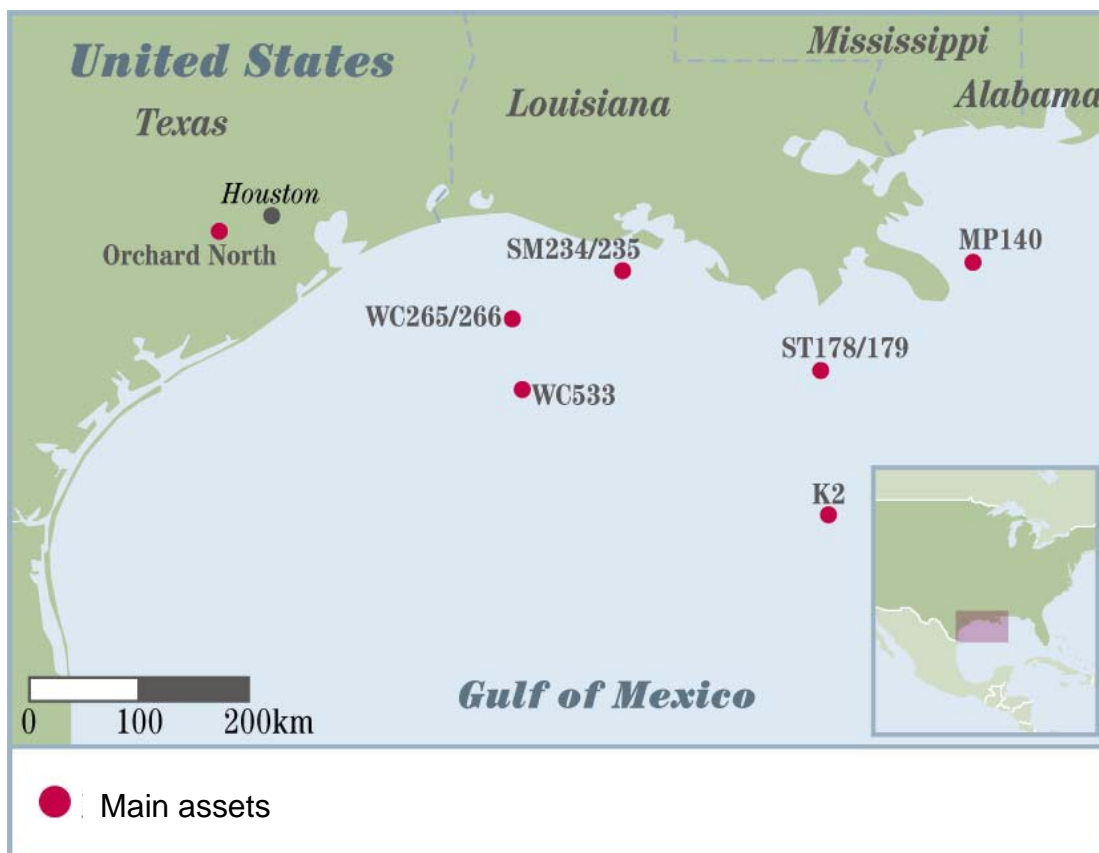 United States
Mississippi
Texas
Louisiana
Alabama
Houston
Orchard North
SM234/235
MP140
WC265/266
ST178/179
WC533
K2
Gulf of Mexico
0 100 200km
Main assets